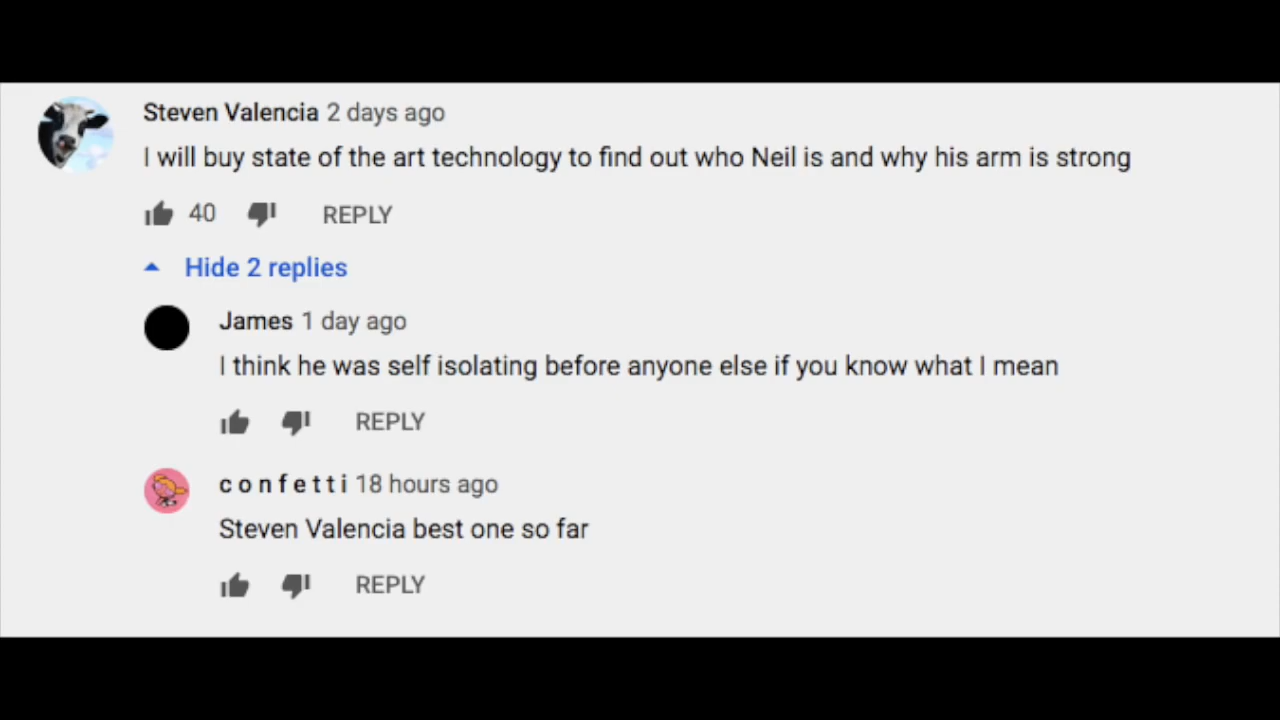 Steven Valencia 2 days ago
I will buy state of the art technology to find out who Neil is and why his arm is strong
40 REPLY
Hide 2 replies
James 1 day ago
I think he was self isolating before anyone else if you know what I mean
REPLY
c o n f e t t i 18 hours ago
Steven Valencia best one so far
REPLY